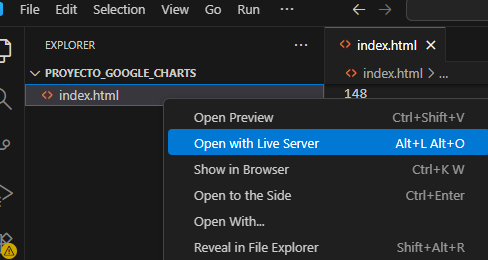 File Edit Selection View Go Run ...
EXPLORER ...
index.html
PROYECTO_GOOGLE_CHARTS
index.html > ...
index.html
148
Open Preview Ctrl+Shift+V
Open with Live Server Alt+L Alt+O
Show in Browser Ctrl+K W
Open to the Side Ctrl+Enter
Open With...
Reveal in File Explorer Shift+Alt+R